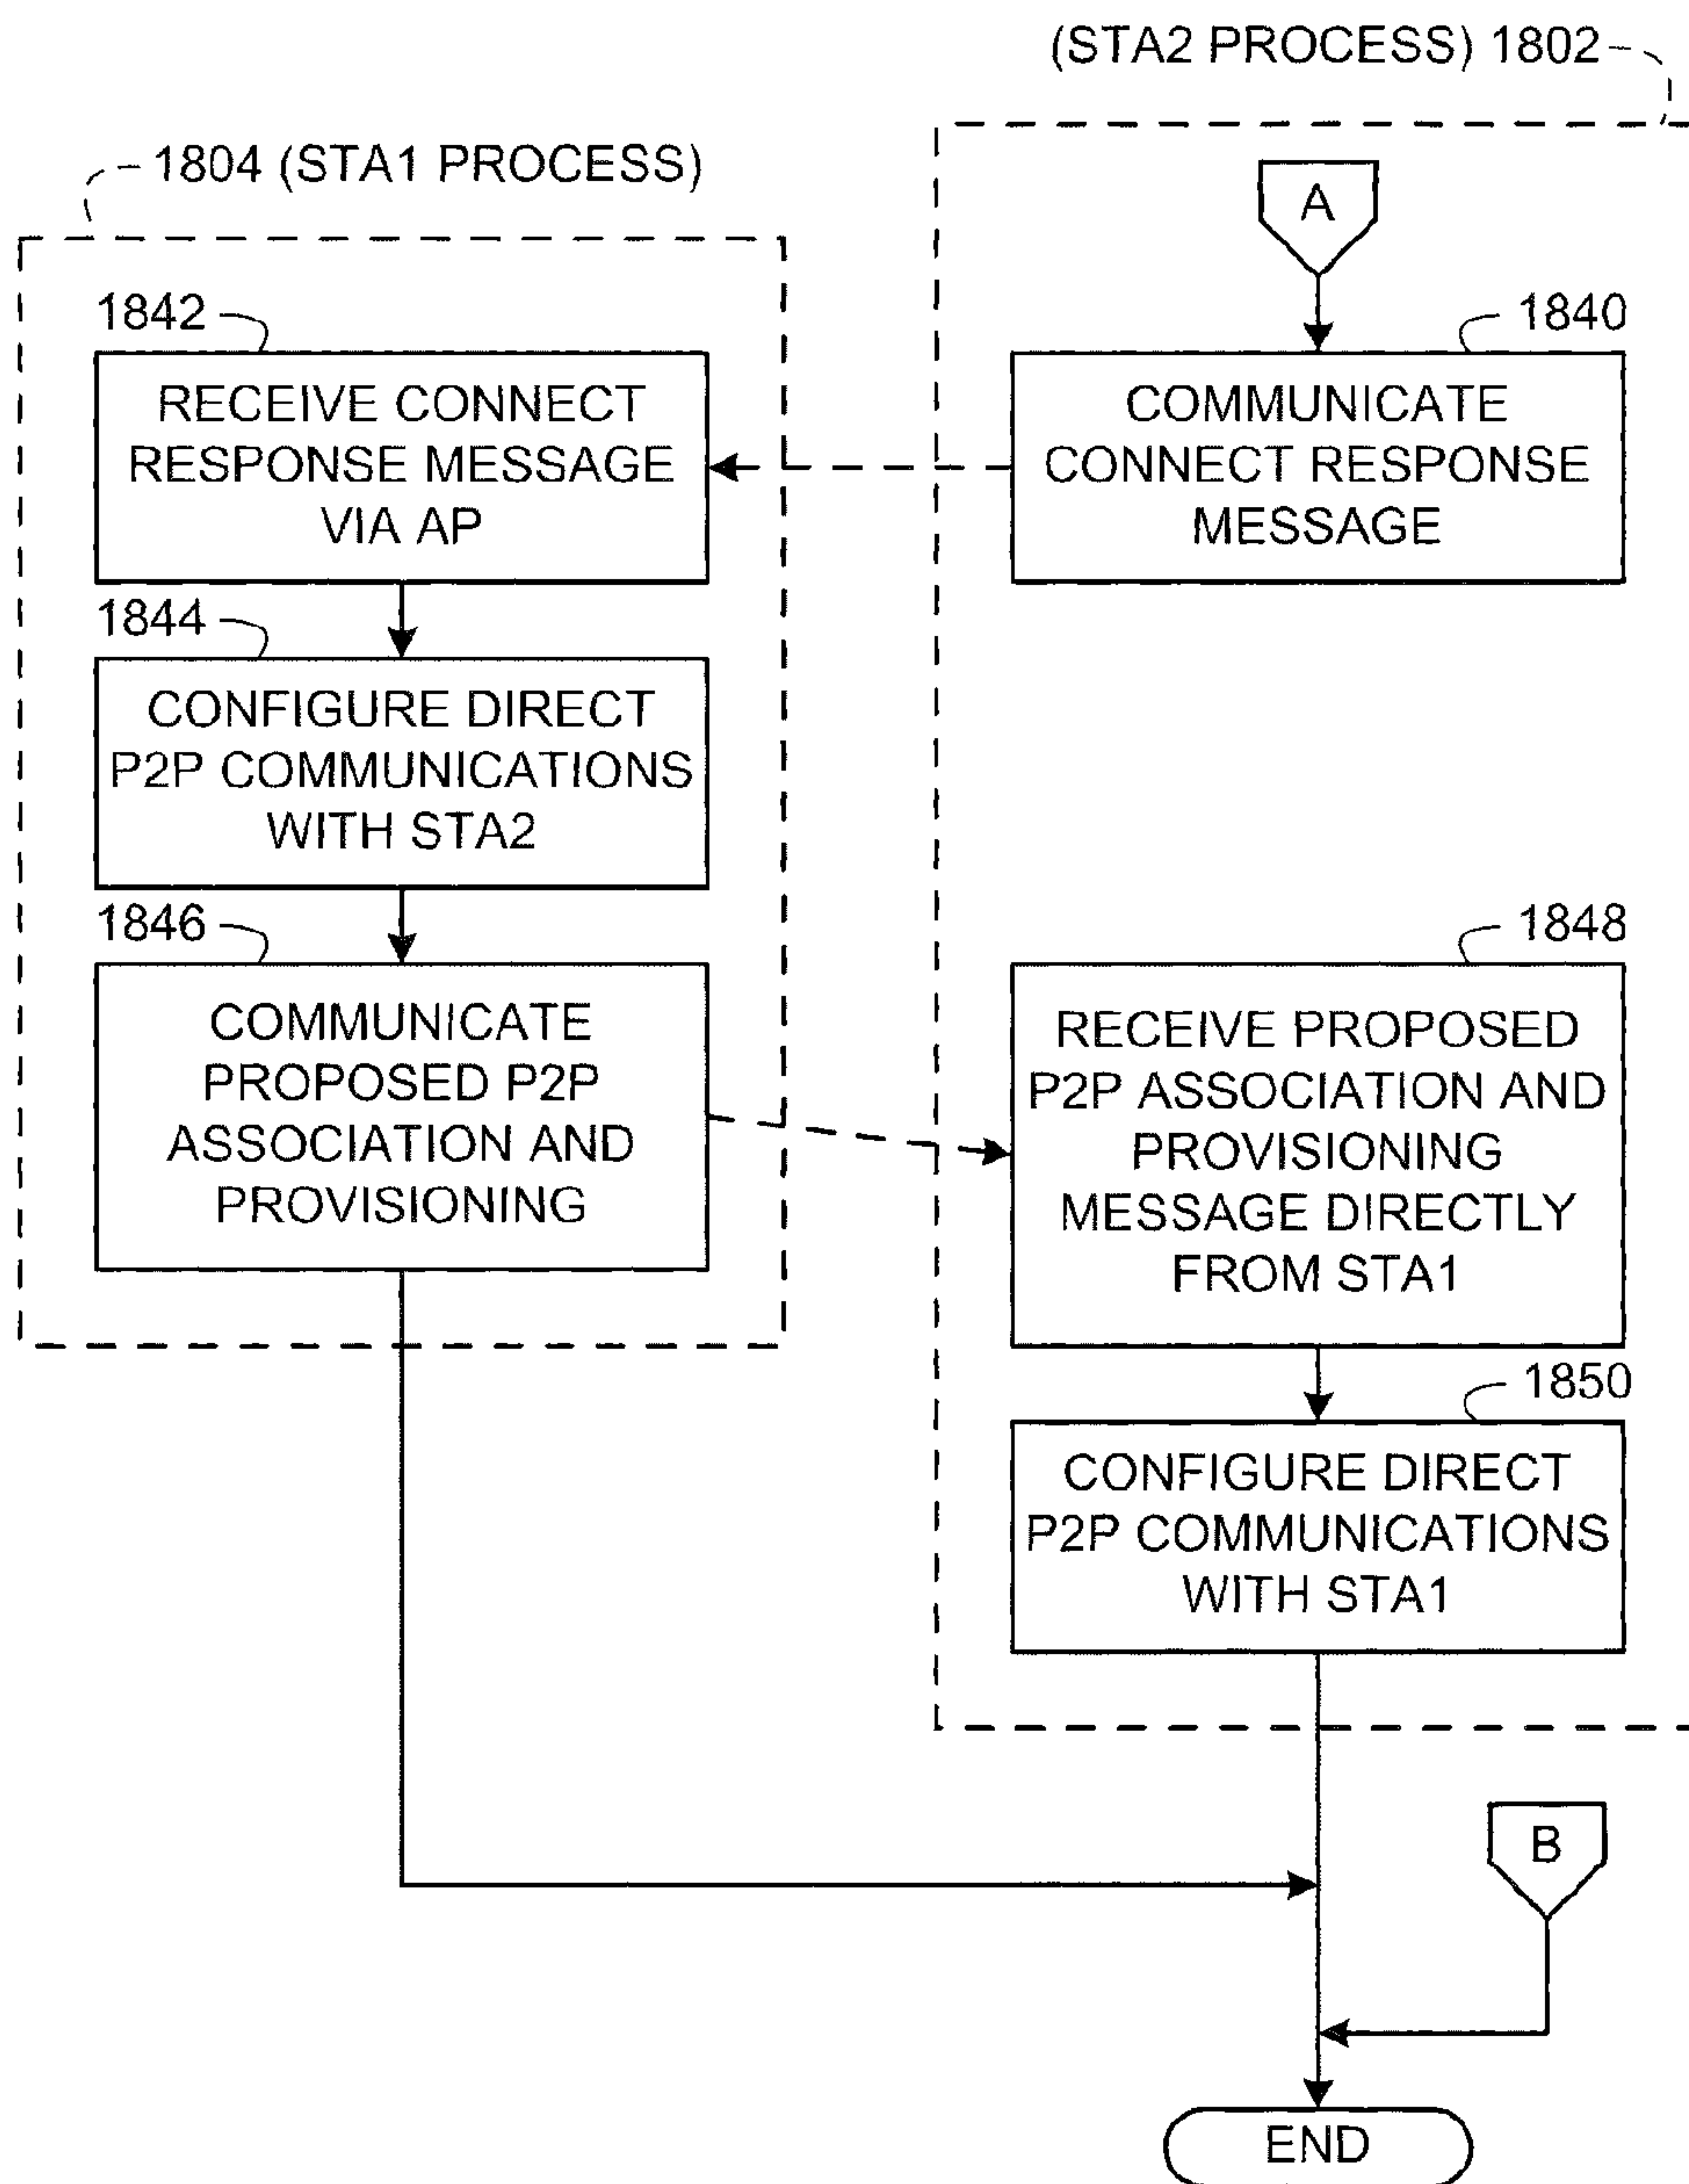 (STA2 PROCESS) 1802
1804 (STA1 PROCESS)
A
1842
RECEIVE CONNECT
RESPONSE MESSAGE
VIA AP
1840
COMMUNICATE
CONNECT RESPONSE
MESSAGE
1844
CONFIGURE DIRECT
P2P COMMUNICATIONS
WITH STA2
1846
COMMUNICATE
PROPOSED P2P
ASSOCIATION AND
PROVISIONING
1848
RECEIVE PROPOSED
P2P ASSOCIATION AND
PROVISIONING
MESSAGE DIRECTLY
FROM STA1
1850
CONFIGURE DIRECT
P2P COMMUNICATIONS
WITH STA1
B
END